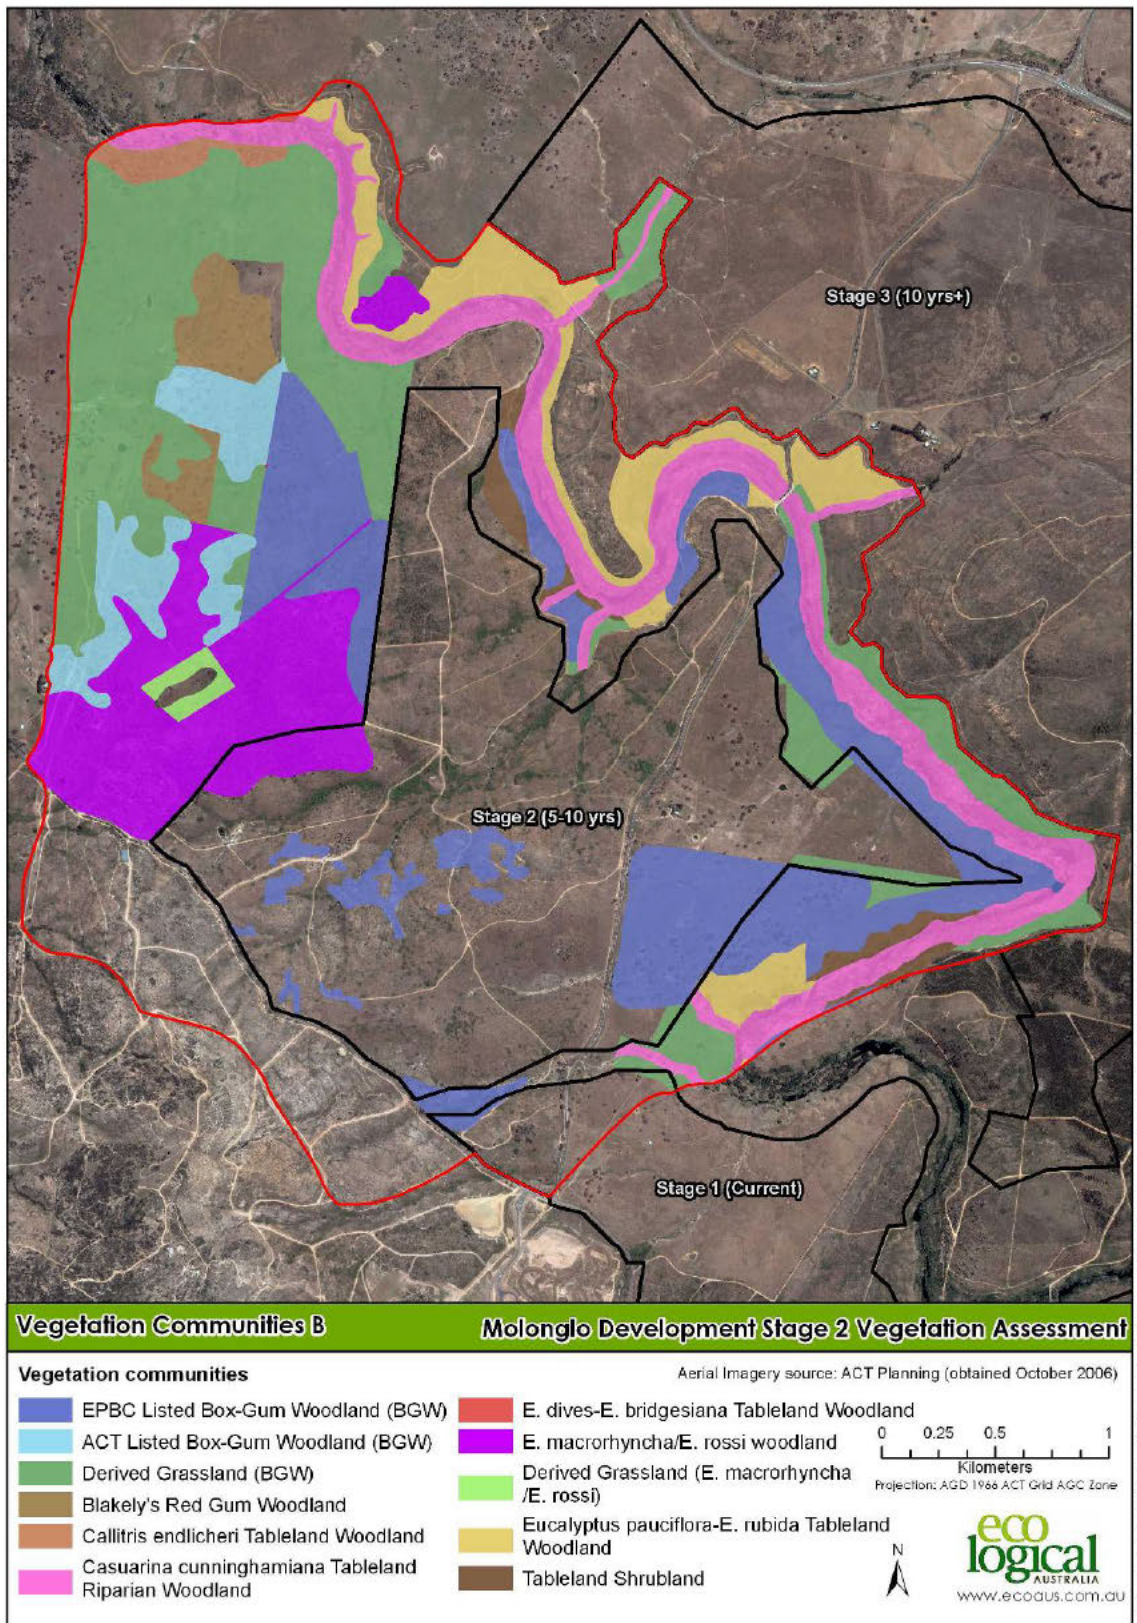 Stage 3 (10 yrs+)
Stage 2 (5-10 yrs)
Stage 1 (Current)
Vegetation Communities B
Molonglo Development Stage 2 Vegetation Assessment
Vegetation communities
Aerial Imagery source: ACT Planning (obtained October 2006)
EPBC Listed Box-Gum Woodland (BGW)
ACT Listed Box-Gum Woodland (BGW)
Derived Grassland (BGW)
Blakely's Red Gum Woodland
Callitris endlicheri Tableland Woodland
Casuarina cunninghamiana Tableland
Riparian Woodland
E. dives-E. bridgesiana Tableland Woodland
E. macrorhyncha/E. rossi woodland
Derived Grassland (E. macrorhyncha
/E. rossi)
Eucalyptus pauciflora-E. rubida Tableland
Woodland
Tableland Shrubland
0 0.25 0.5 1
Kilometers
Projection: AGD 1966 ACT Grid AGC Zone
N
eco
logical
AUSTRALIA
www.ecoaus.com.au